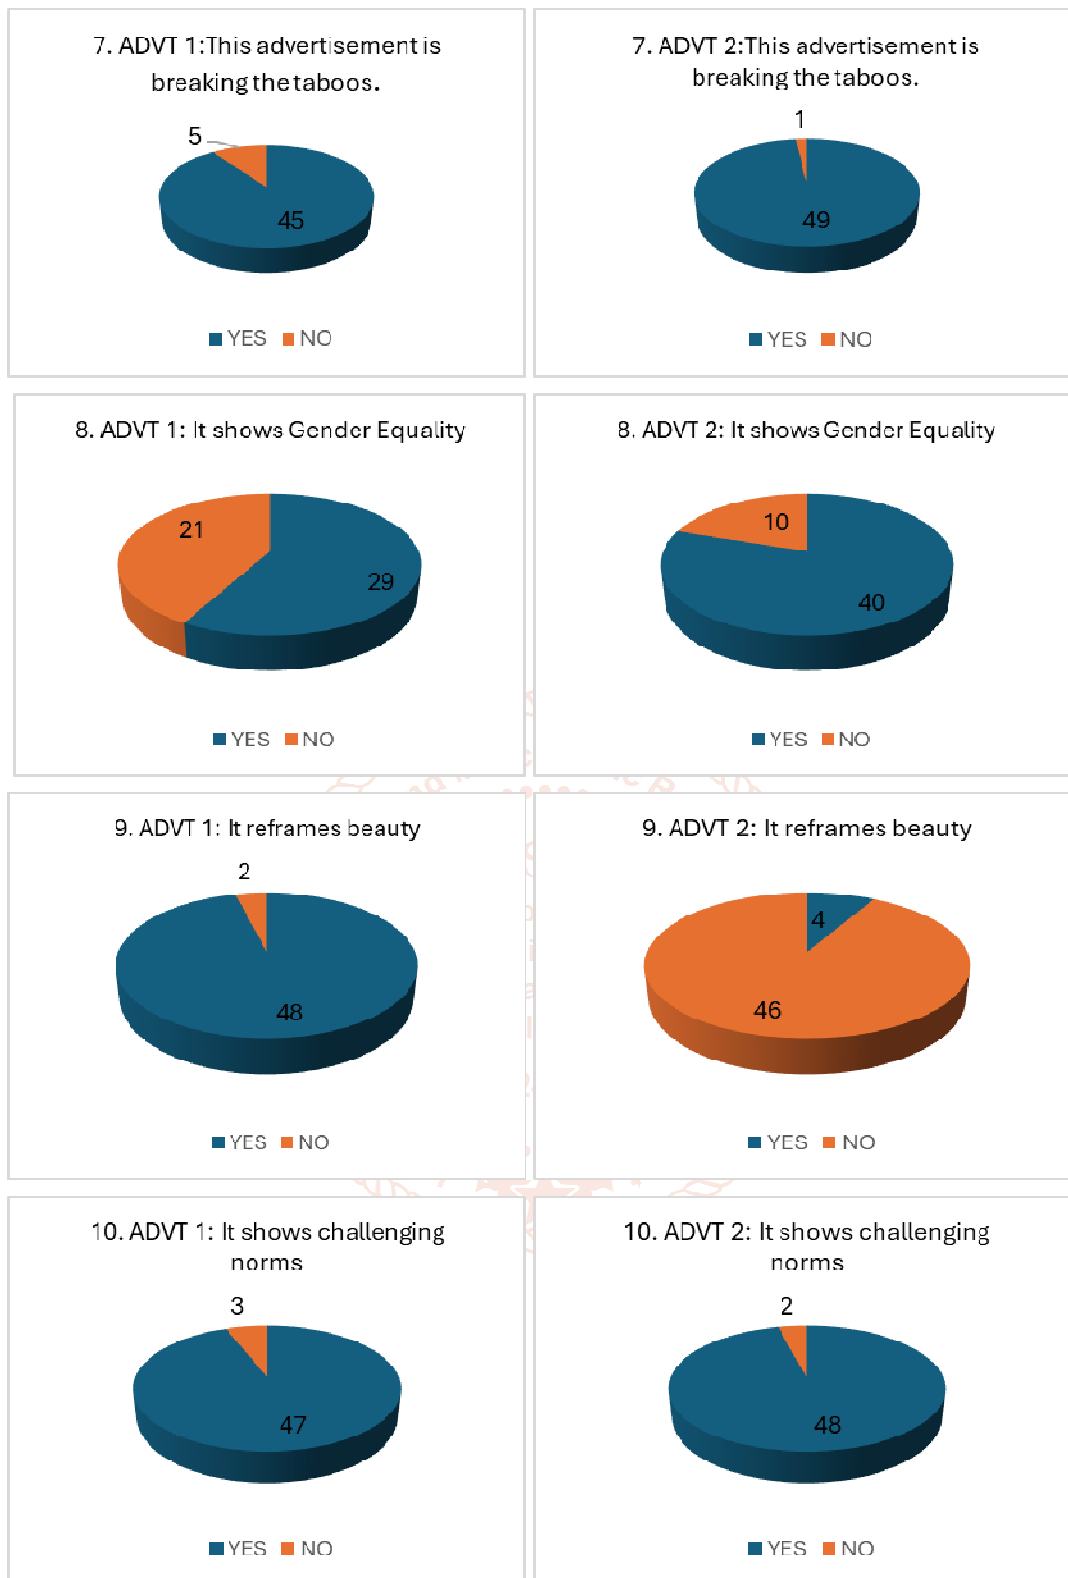 7. ADVT 1:This advertisement is
breaking the taboos.
5
45
YES NO
7. ADVT 2:This advertisement is
breaking the taboos.
1
49
YES NO
8. ADVT 1: It shows Gender Equality
21
29
YES NO
8. ADVT 2: It shows Gender Equality
10
40
YES NO
9. ADVT 1: It reframes beauty
2
48
YES NO
9. ADVT 2: It reframes beauty
4
46
YES NO
10. ADVT 1: It shows challenging
norms
3
47
YES NO
10. ADVT 2: It shows challenging
norms
2
48
YES NO